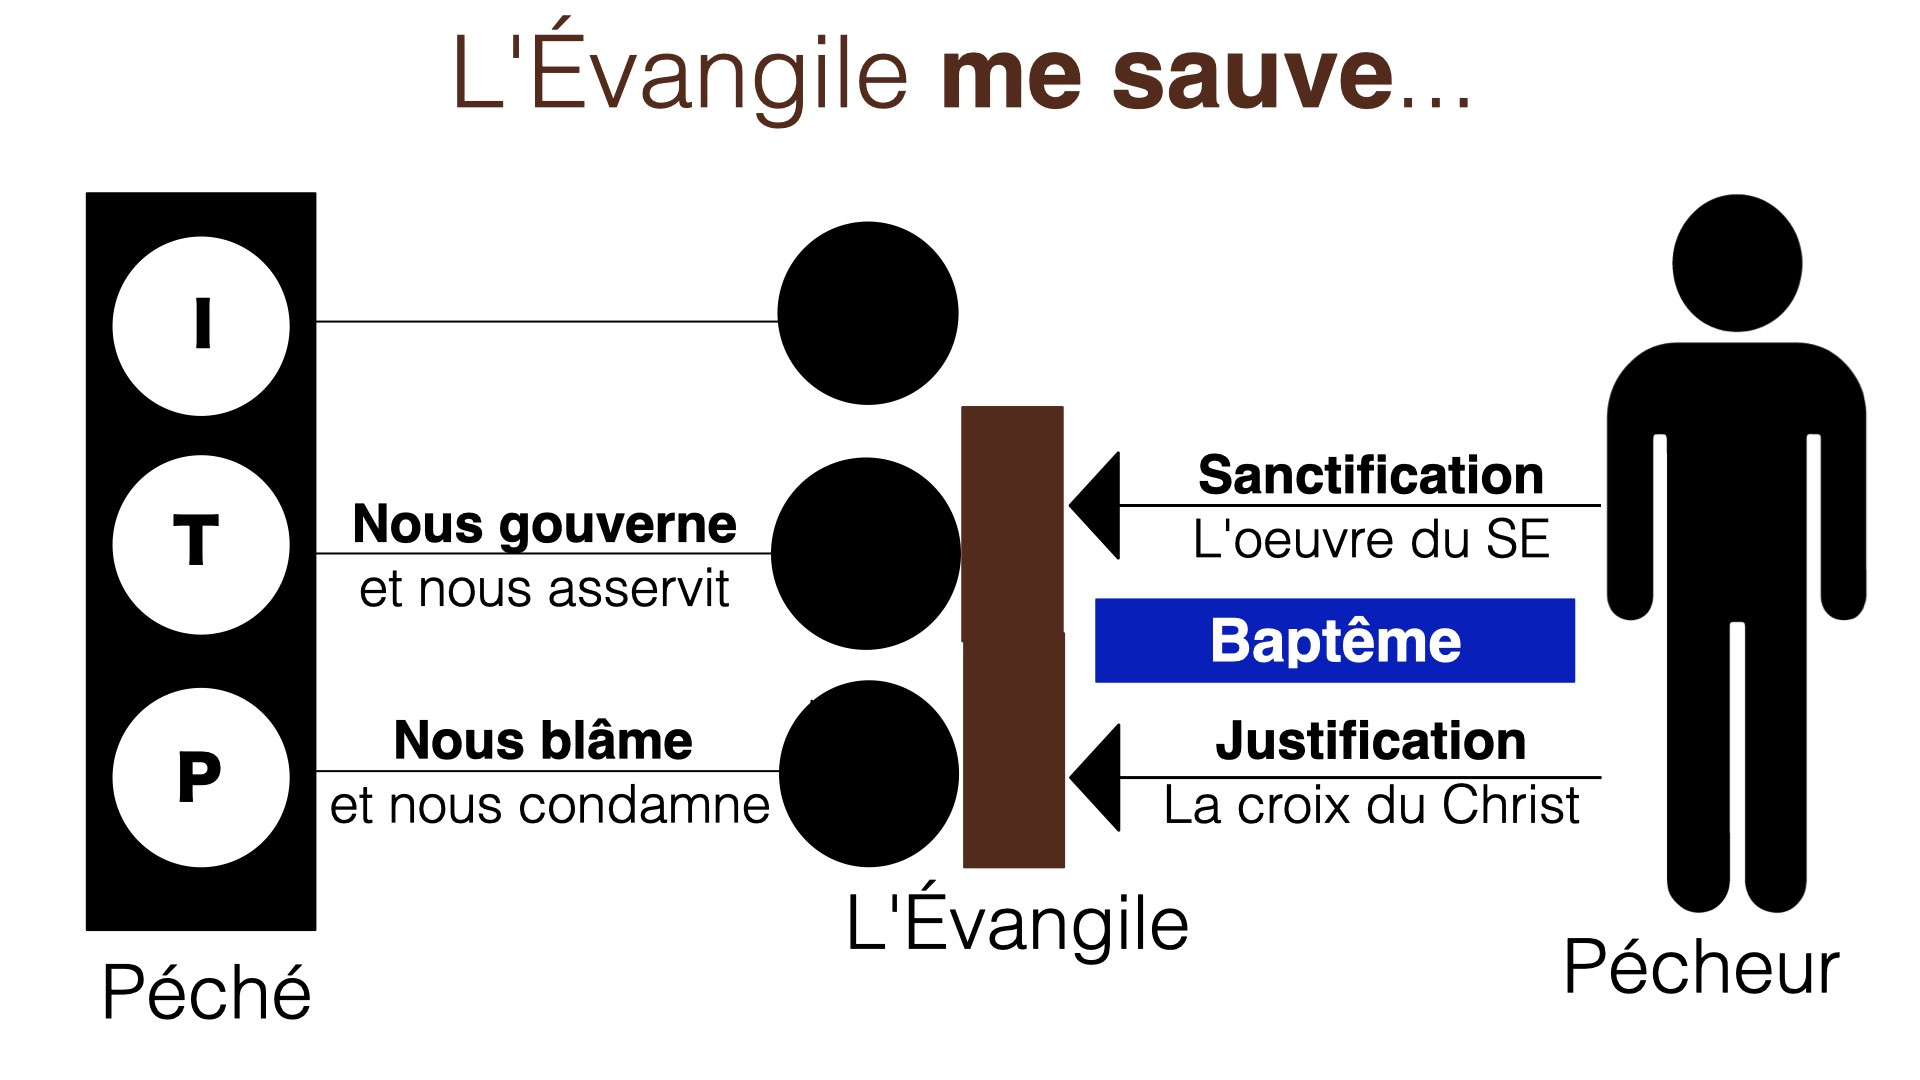 L'Évangile me sauve...
I
T
P
Nous gouverne
et nous asservit
Nous blâme
et nous condamne
Sanctification
L'oeuvre du SE
Baptême
Justification
La croix du Christ
Péché
L'Évangile
Pécheur